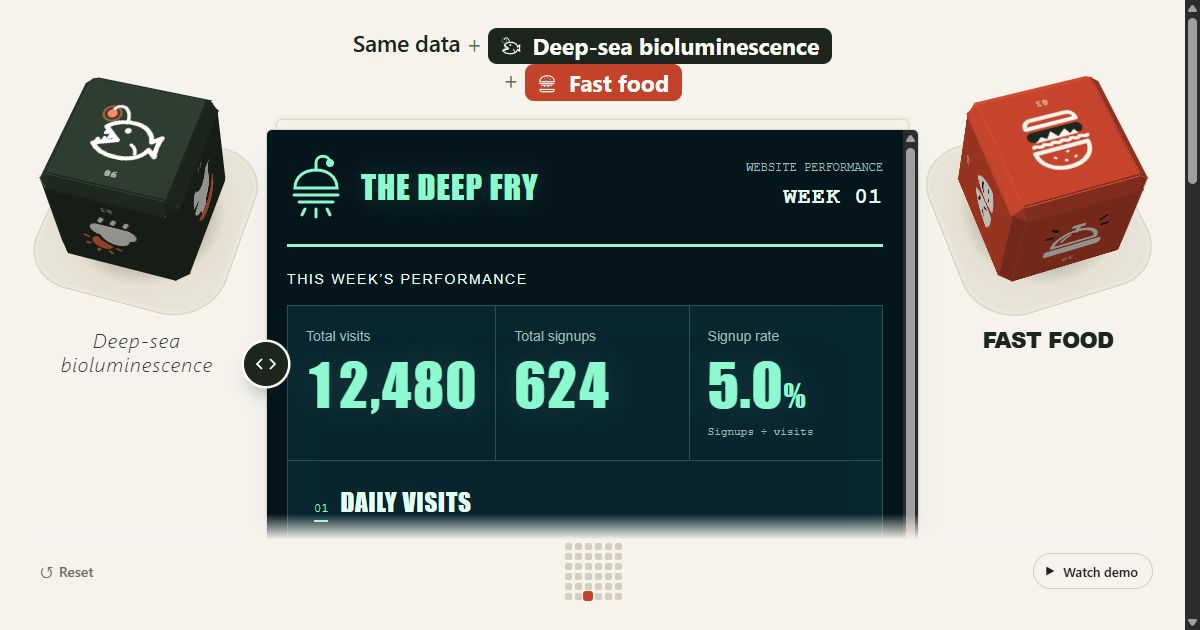 Same data + Deep-sea bioluminescence
+ Fast food
06
03
THE DEEP FRY
WEBSITE PERFORMANCE
WEEK 01
THIS WEEK’S PERFORMANCE
Total visits
12,480
Total signups
624
Signup rate
5.0%
Signups ÷ visits
01 DAILY VISITS
Deep-sea
bioluminescence
FAST FOOD
Reset
Watch demo